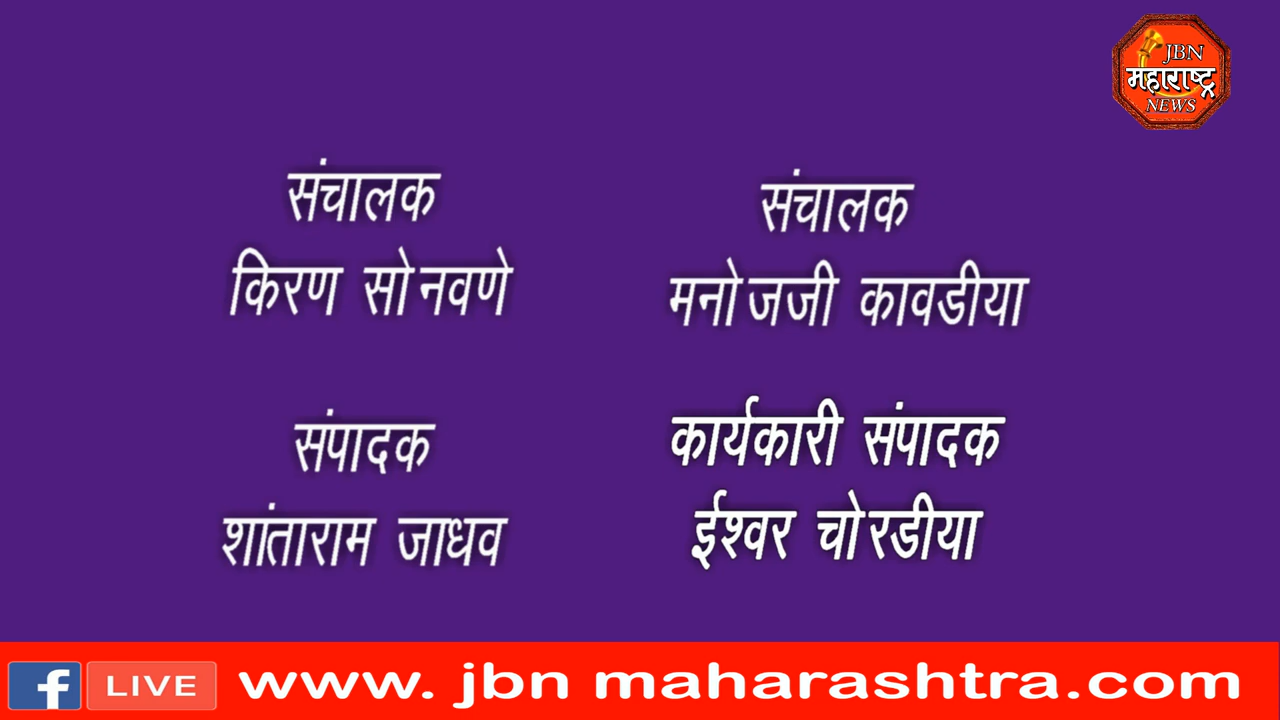 JBN
महाराष्ट्र
NEWS
संचालक
किरण सोनवणे
संचालक
मनोजजी कावडीया
संपादक
शांताराम जाधव
कार्यकारी संपादक
ईश्वर चोरडीया
f LIVE www. jbn maharashtra.com